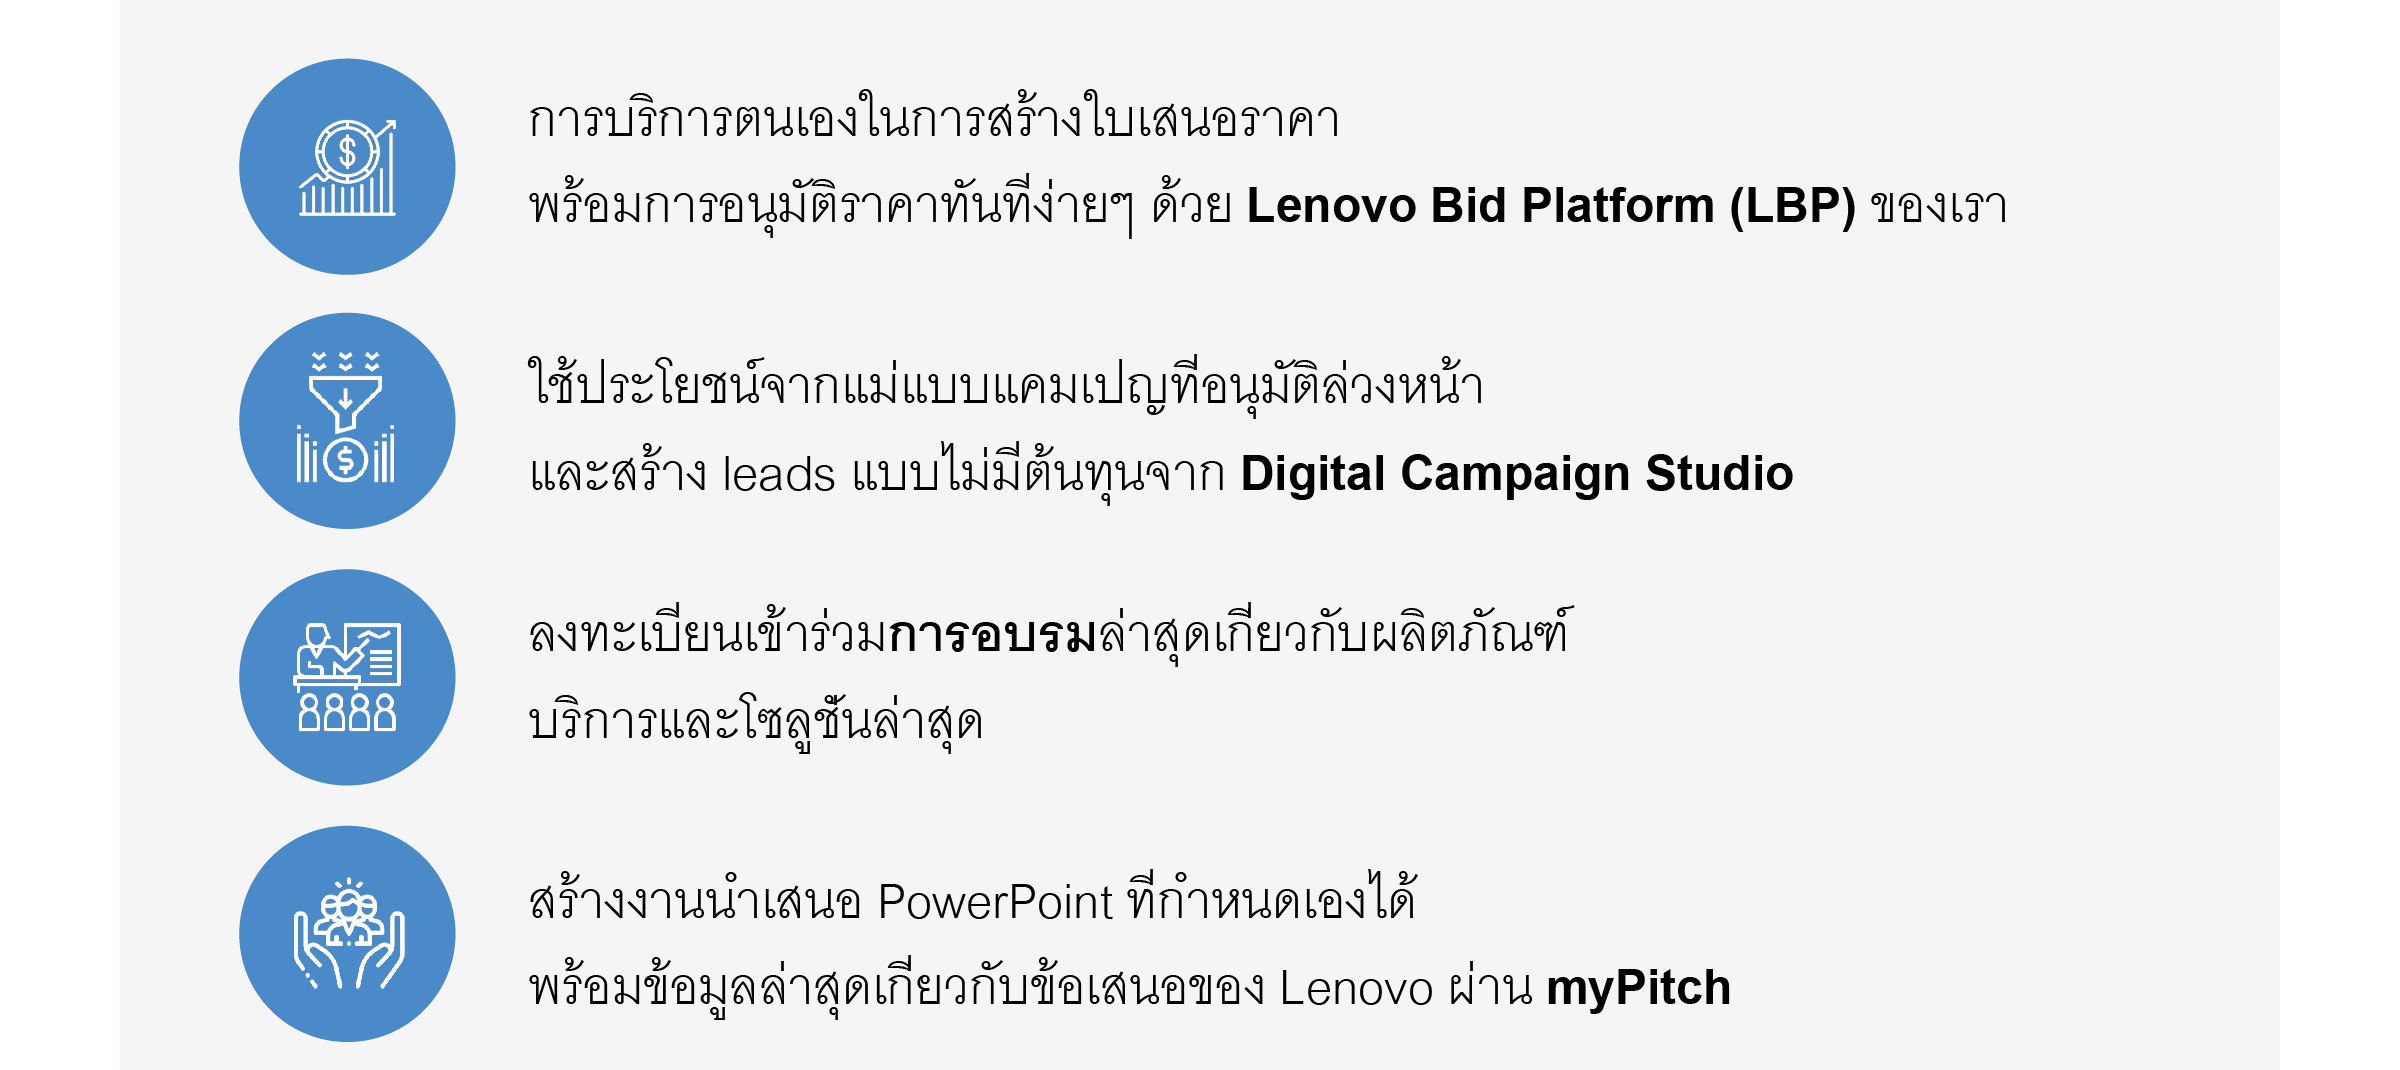 การบริการตนเองในการสร้างใบเสนอราคา
พร้อมการอนุมัติราคาทันทีง่ายๆ ด้วย Lenovo Bid Platform (LBP) ของเรา
ใช้ประโยชน์จากแม่แบบแคมเปญที่อนุมัติล่วงหน้า
และสร้าง leads แบบไม่มีต้นทุนจาก Digital Campaign Studio
ลงทะเบียนเข้าร่วมการอบรมล่าสุดเกี่ยวกับผลิตภัณฑ์
บริการและโซลูชั่นล่าสุด
สร้างงานนำเสนอ PowerPoint ที่กำหนดเองได้
พร้อมข้อมูลล่าสุดเกี่ยวกับข้อเสนอของ Lenovo ผ่าน myPitch